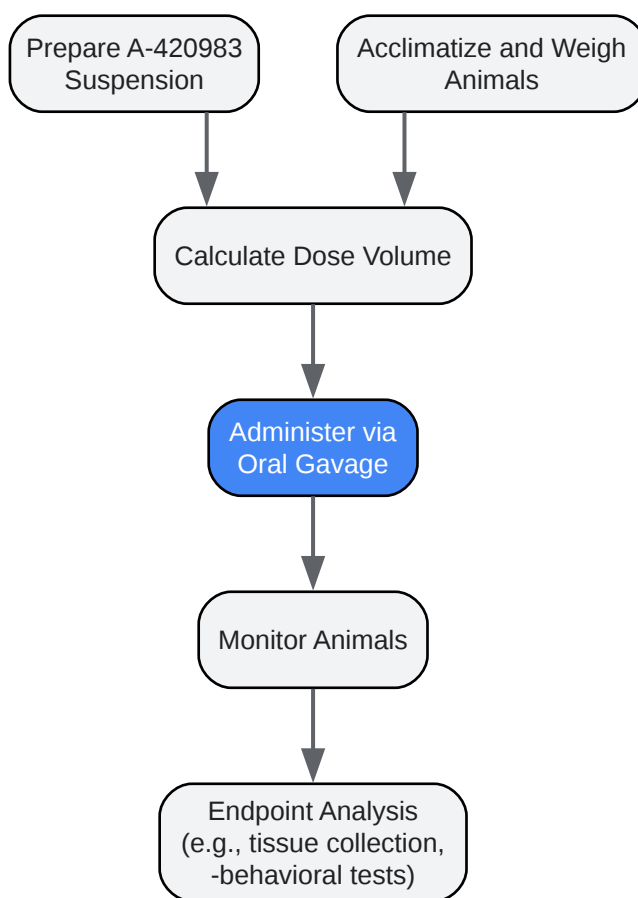 Prepare A-420983
Suspension
Acclimatize and Weigh
Animals
Calculate Dose Volume
Administer via
Oral Gavage
Monitor Animals
Endpoint Analysis
(e.g., tissue collection,
-behavioral tests)